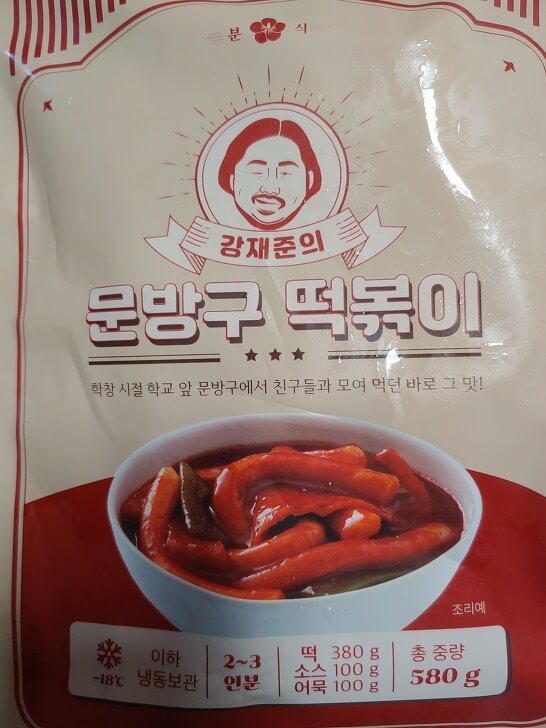 분 식
강재준의
문방구 떡볶이
학창 시절 학교 앞 문방구에서 친구들과 모여 먹던 바로 그 맛!
조리예
-18℃ 이하 냉동보관
2~3 인분
떡 380 g
소스 100 g
어묵 100 g
총 중량
580 g